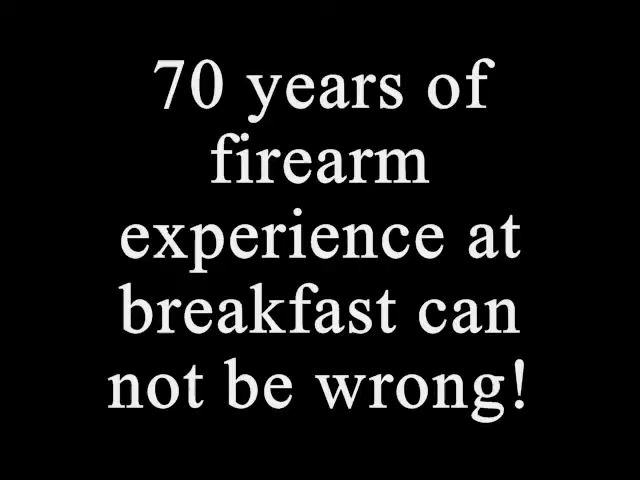 70 years of
firearm
experience at
breakfast can
not be wrong!